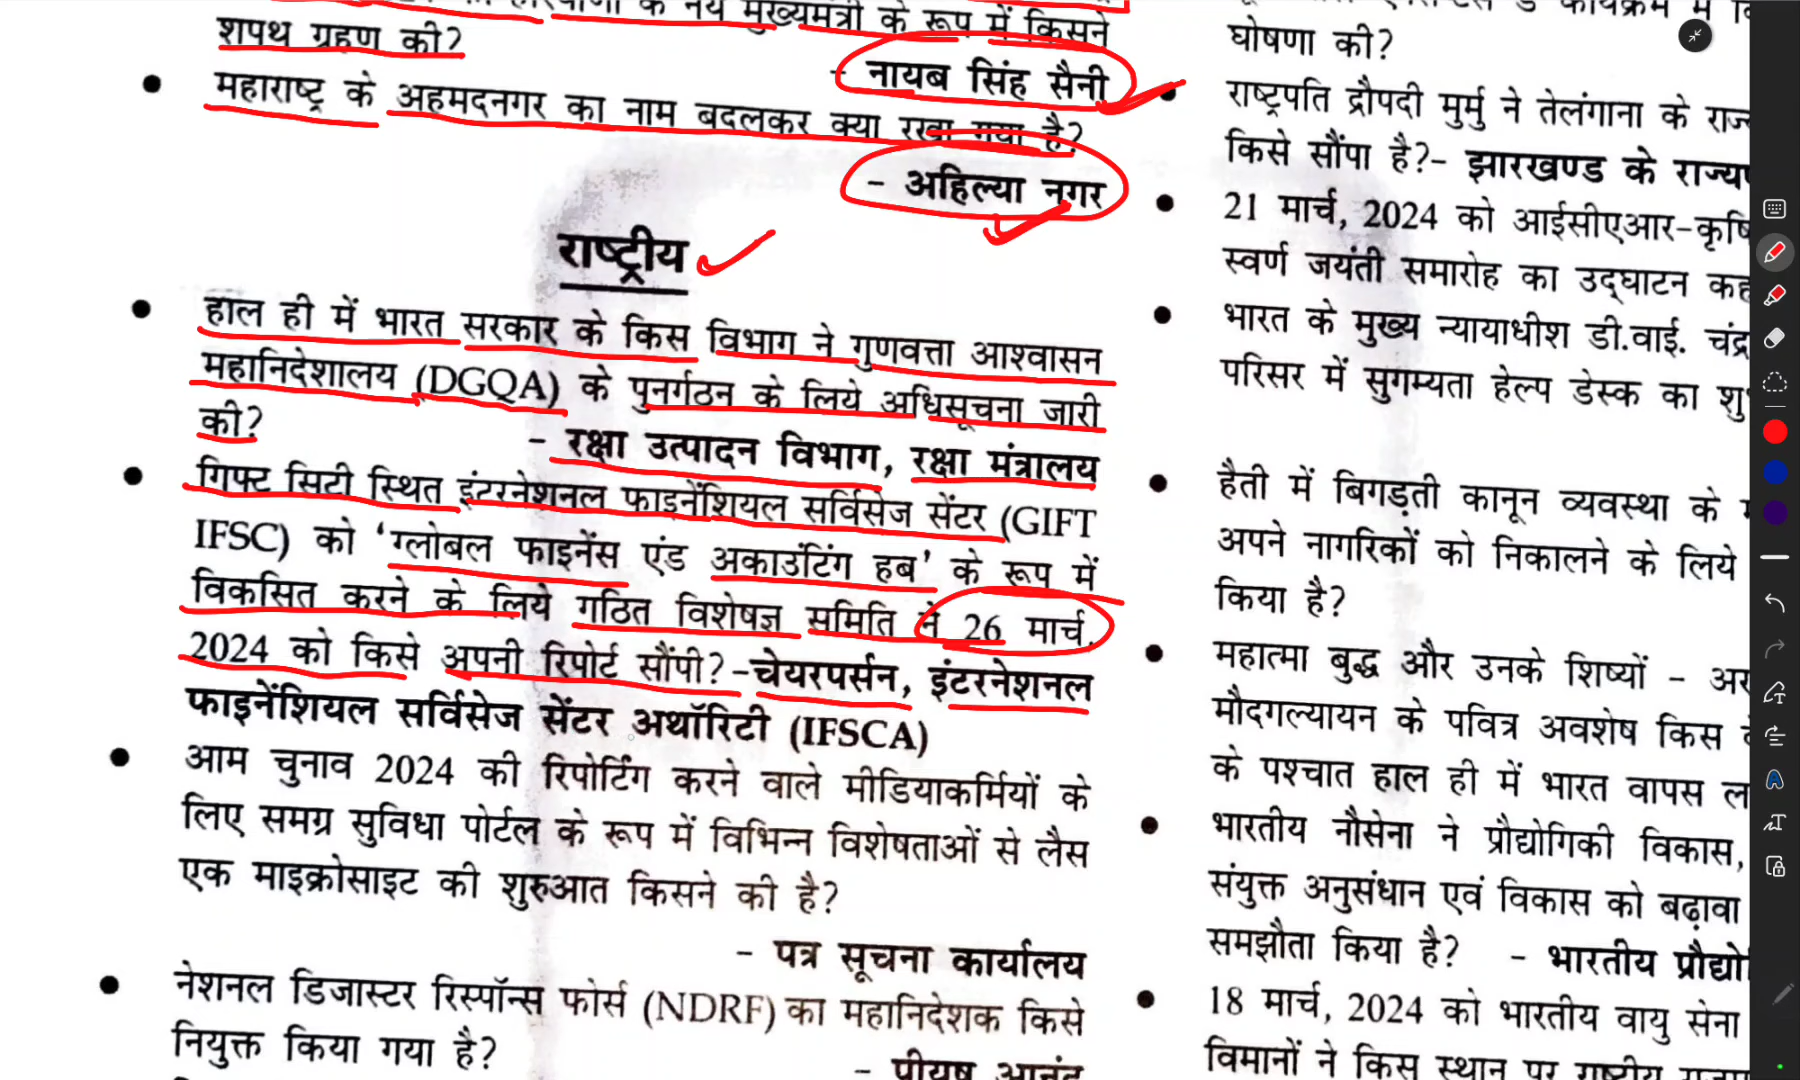 के नये मुख्यमंत्री के रूप में किसने
शपथ ग्रहण की?
- नायब सिंह सैनी
• महाराष्ट्र के अहमदनगर का नाम बदलकर क्या रखा गया है?
- अहिल्या नगर
राष्ट्रीय
• हाल ही में भारत सरकार के किस विभाग ने गुणवत्ता आश्वासन
महानिदेशालय (DGQA) के पुनर्गठन के लिये अधिसूचना जारी
की?
- रक्षा उत्पादन विभाग, रक्षा मंत्रालय
• गिफ्ट सिटी स्थित इंटरनेशनल फाइनेंशियल सर्विसेज सेंटर (GIFT
IFSC) को ‘ग्लोबल फाइनेंस एंड अकाउंटिंग हब’ के रूप में
विकसित करने के लिये गठित विशेषज्ञ समिति ने 26 मार्च,
2024 को किसे अपनी रिपोर्ट सौंपी? -चेयरपर्सन, इंटरनेशनल
फाइनेंशियल सर्विसेज सेंटर अथॉरिटी (IFSCA)
• आम चुनाव 2024 की रिपोर्टिंग करने वाले मीडियाकर्मियों के
लिए समग्र सुविधा पोर्टल के रूप में विभिन्न विशेषताओं से लैस
एक माइक्रोसाइट की शुरुआत किसने की है?
- पत्र सूचना कार्यालय
• नेशनल डिजास्टर रिस्पॉन्स फोर्स (NDRF) का महानिदेशक किसे
नियुक्त किया गया है?
- पीयूष आनंद
घोषणा की?
• राष्ट्रपति द्रौपदी मुर्मु ने तेलंगाना के
किसे सौंपा है?- झारखण्ड के
• 21 मार्च, 2024 को आईसीएआर-कृषि
स्वर्ण जयंती समारोह का उद्घाटन
• भारत के मुख्य न्यायाधीश डी.वाई.
परिसर में सुगम्यता हेल्प डेस्क का
• हैती में बिगड़ती कानून व्यवस्था के
अपने नागरिकों को निकालने के लिये
किया है?
• महात्मा बुद्ध और उनके शिष्यों -
मौदगल्यायन के पवित्र अवशेष किस
के पश्चात हाल ही में भारत वापस
• भारतीय नौसेना ने प्रौद्योगिकी विकास,
संयुक्त अनुसंधान एवं विकास को बढ़ावा
समझौता किया है? - भारतीय
• 18 मार्च, 2024 को भारतीय वायु सेना
विमानों ने किस स्थान पर